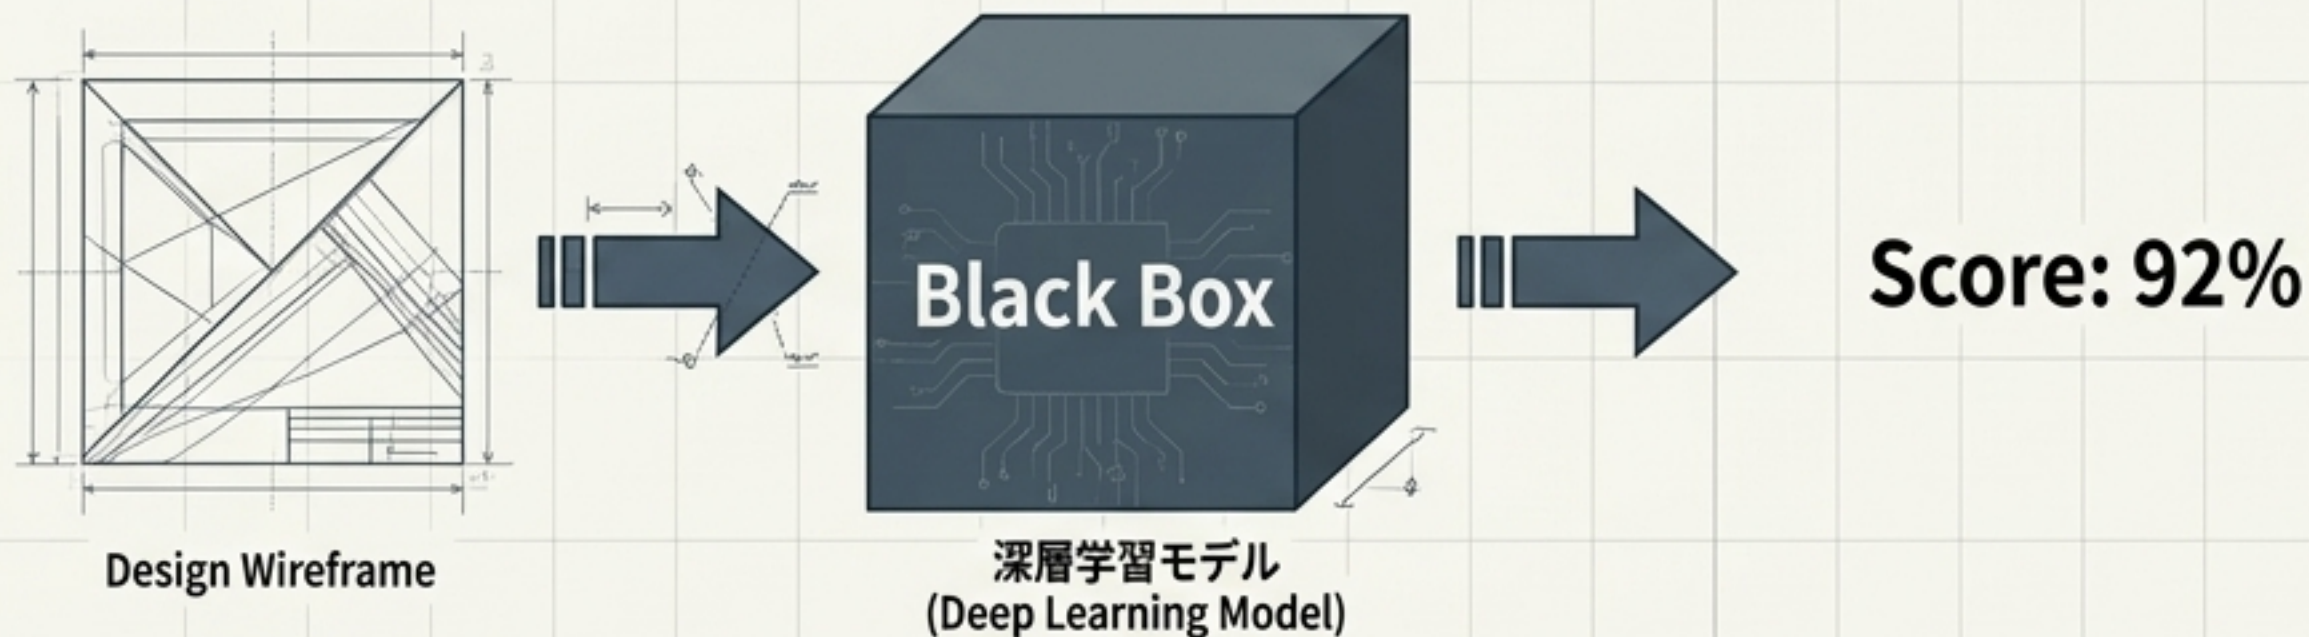 Design Wireframe
Black Box
深層学習モデル
(Deep Learning Model)
Score: 92%